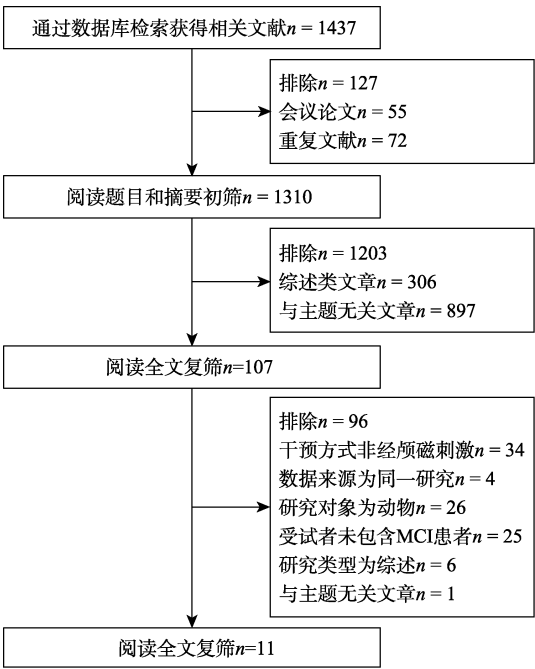 通过数据库检索获得相关文献n = 1437
排除n = 127
会议论文n = 55
重复文献n = 72
阅读题目和摘要初筛n = 1310
排除n = 1203
综述类文章n = 306
与主题无关文章n = 897
阅读全文复筛n=107
排除n = 96
干预方式非经颅磁刺激n = 34
数据来源为同一研究n = 4
研究对象为动物n = 26
受试者未包含MCI患者n = 25
研究类型为综述n = 6
与主题无关文章n = 1
阅读全文复筛n=11